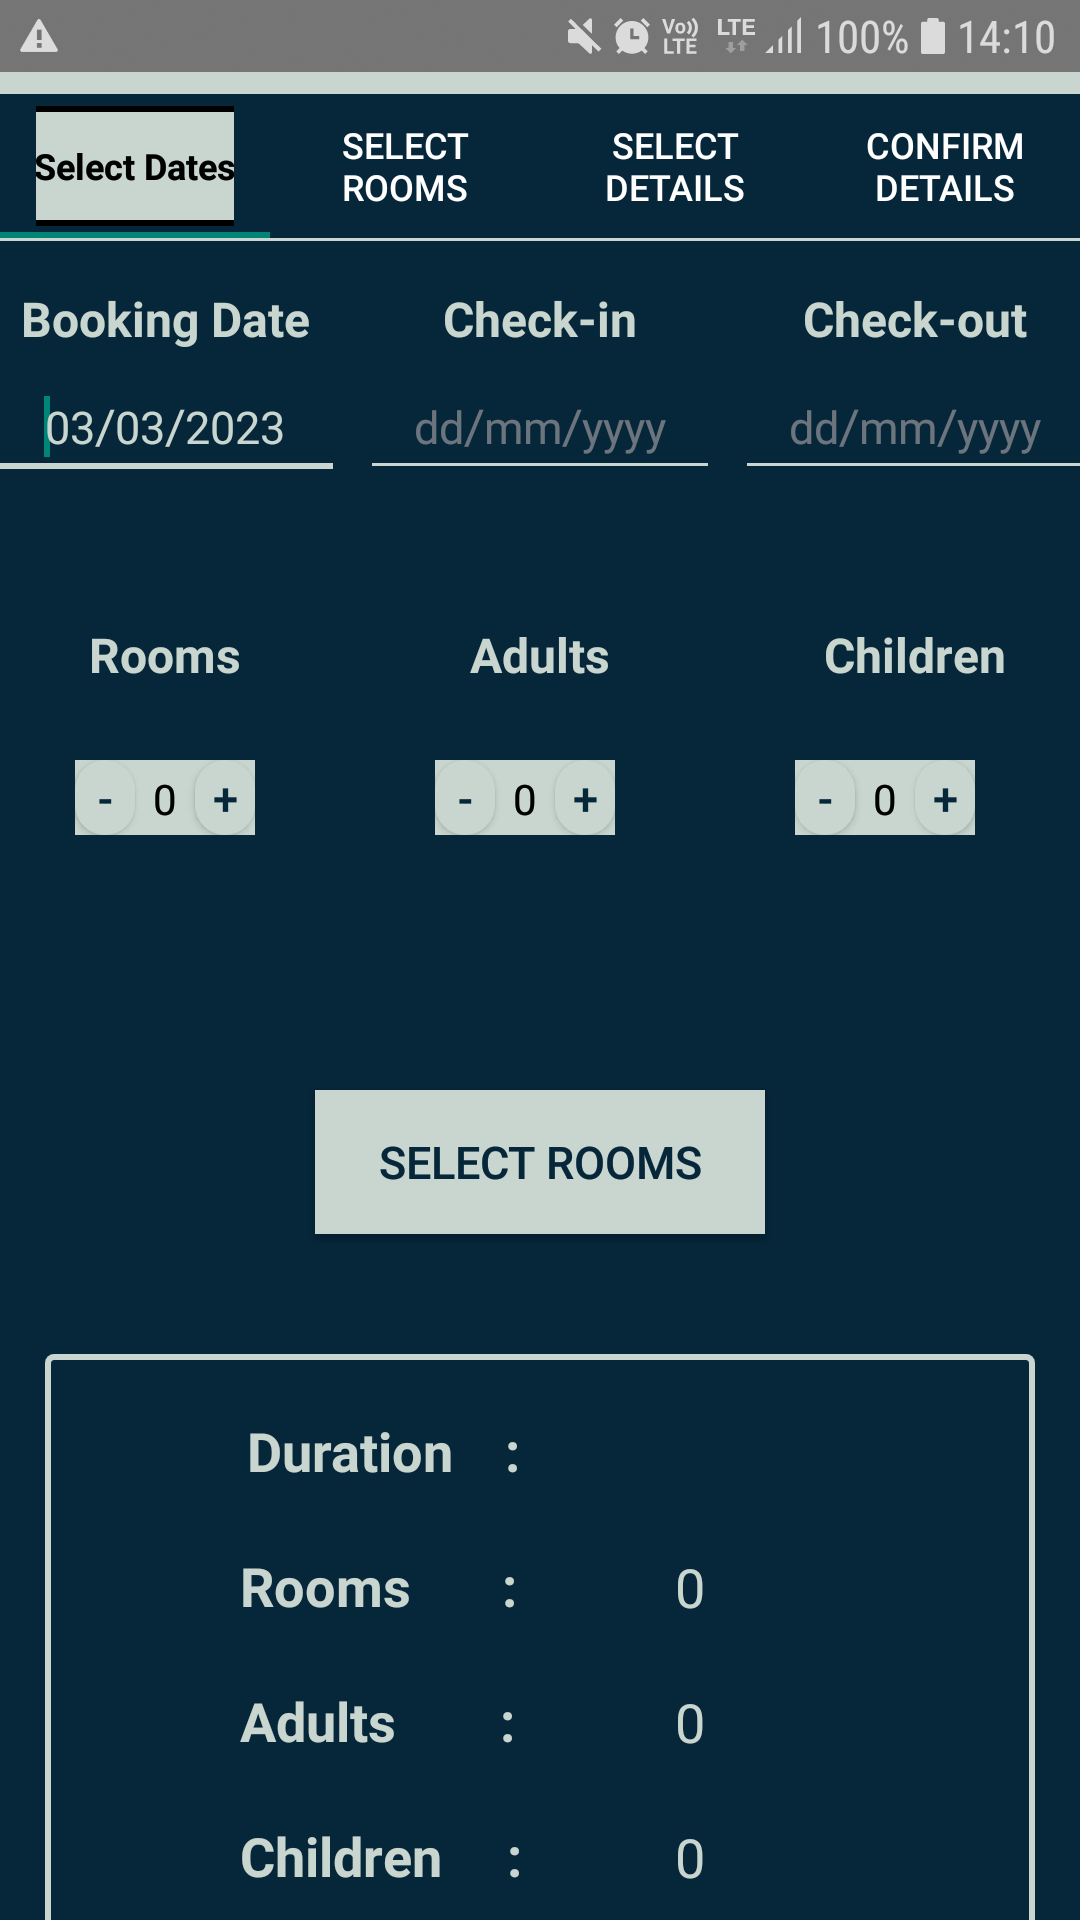 Vo)) LTE LTE 100% 14:10
Select Dates SELECT ROOMS SELECT DETAILS CONFIRM DETAILS
Booking Date Check-in Check-out
03/03/2023 dd/mm/yyyy dd/mm/yyyy
Rooms Adults Children
- 0 + - 0 + - 0 +
SELECT ROOMS
Duration :
Rooms : 0
Adults : 0
Children : 0